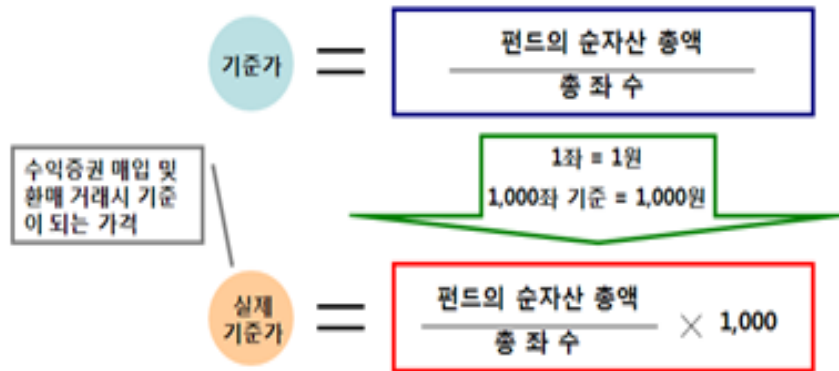 기준가
=
펀드의 순자산 총액
총 좌 수
1좌 = 1원
1,000좌 기준 = 1,000원
수익증권 매입 및
환매 거래시 기준
이 되는 가격
실제
기준가
=
펀드의 순자산 총액
총 좌 수
× 1,000